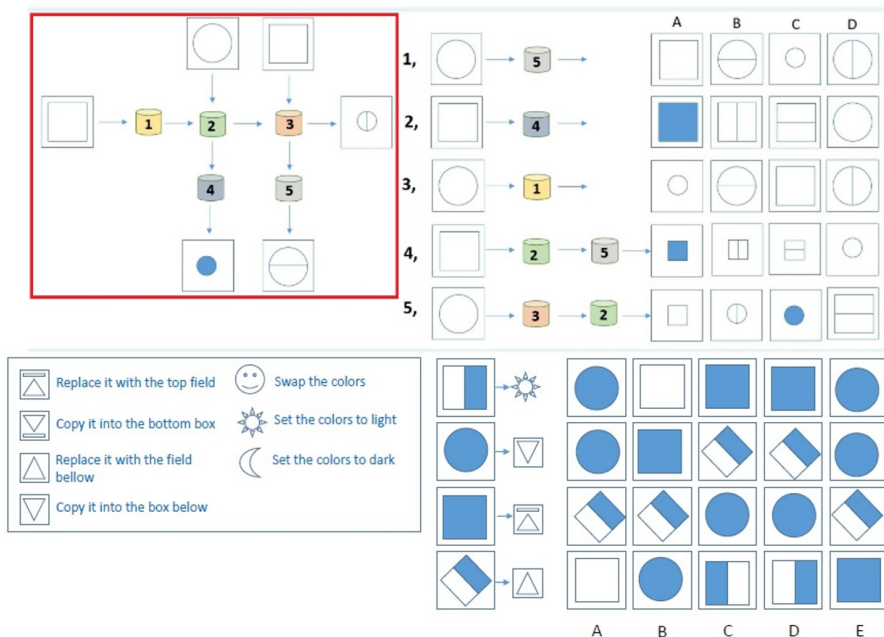 A B C D
1 2 3
4 5
1, 5
2, 4
3, 1
4, 2 5
5, 3 2
Replace it with the top field
Copy it into the bottom box
Replace it with the field
bellow
Copy it into the box below
Swap the colors
Set the colors to light
Set the colors to dark
A B C D E